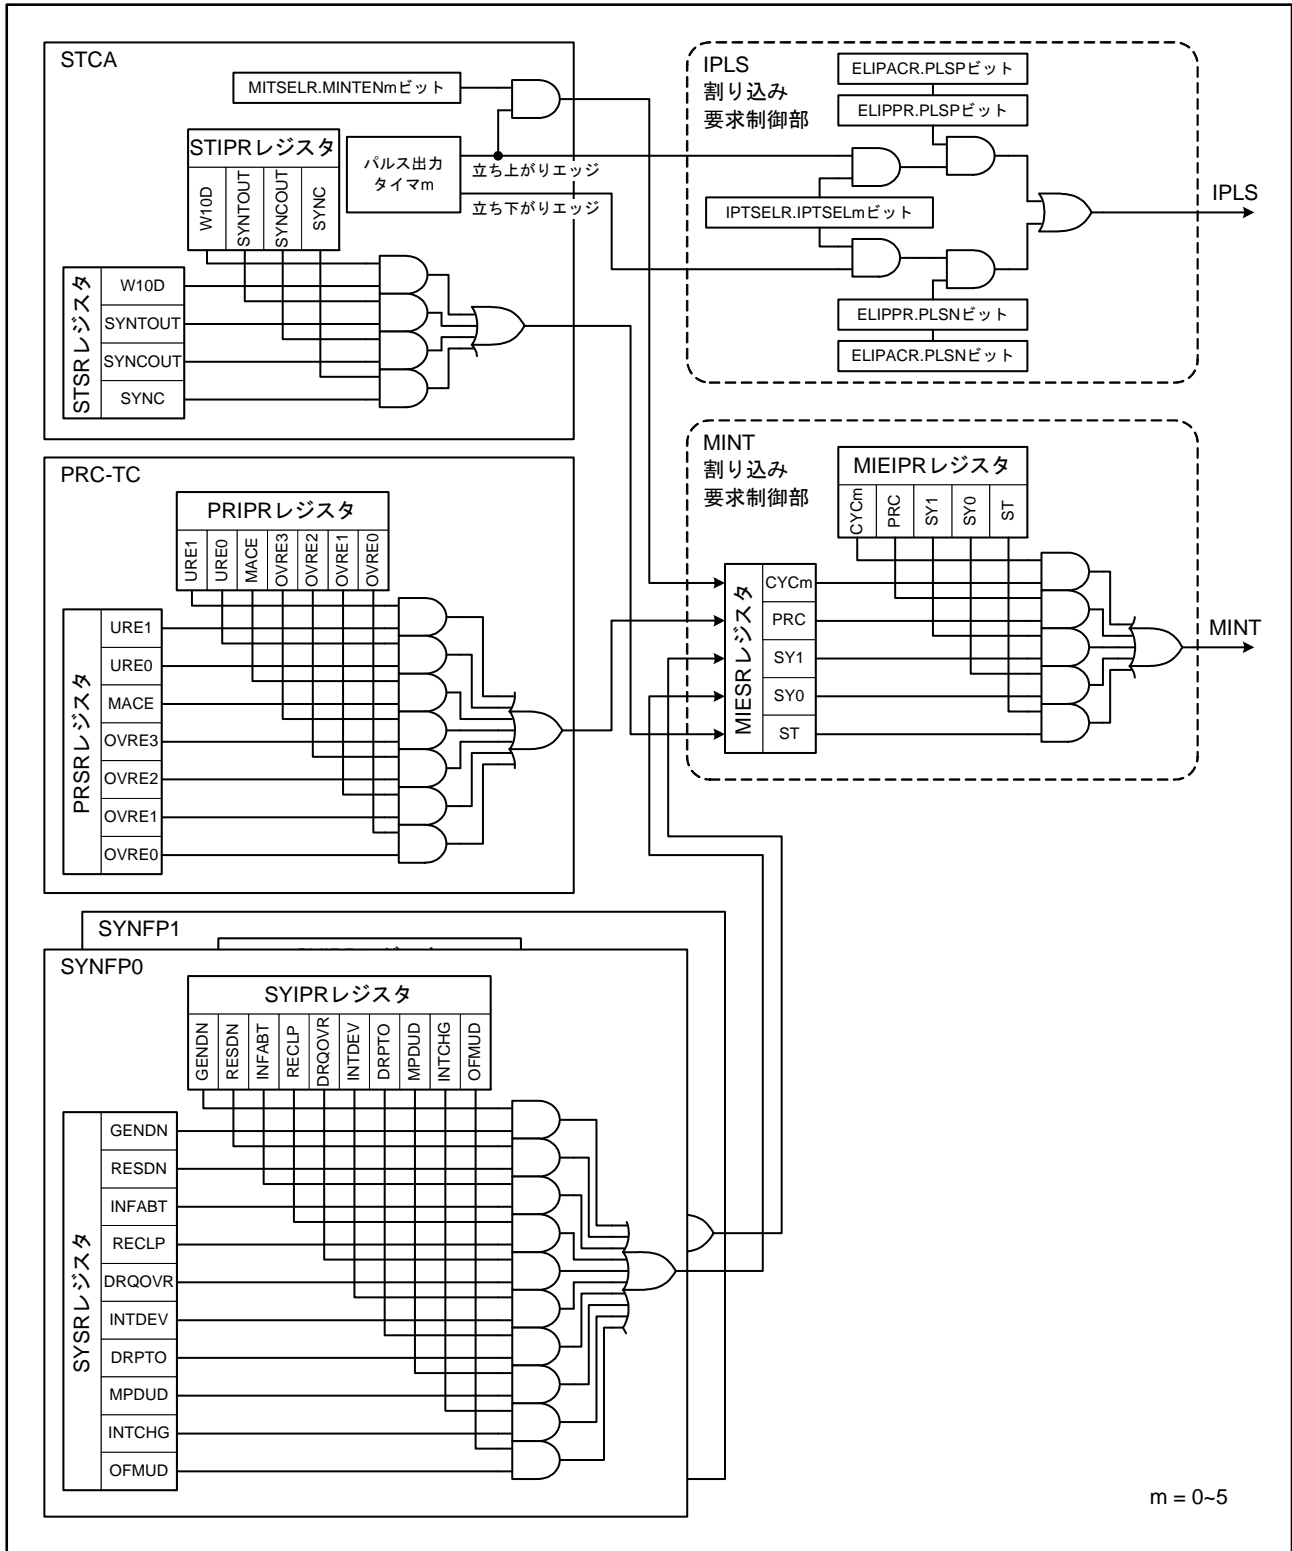 STCA
MITSELR.MINTENmビット
STIPRレジスタ
W10D
SYNTOUT
SYNCOUT
SYNC
パルス出力
タイマm
立ち上がりエッジ
立ち下がりエッジ
STSRレジスタ
W10D
SYNTOUT
SYNCOUT
SYNC
IPLS
割り込み
要求制御部
ELIPACR.PLSPビット
ELIPPR.PLSPビット
IPTSELR.IPTSELmビット
ELIPPR.PLSNビット
ELIPACR.PLSNビット
IPLS
PRC-TC
PRIPRレジスタ
URE1
URE0
MACE
OVRE3
OVRE2
OVRE1
OVRE0
PRSRレジスタ
URE1
URE0
MACE
OVRE3
OVRE2
OVRE1
OVRE0
MINT
割り込み
要求制御部
MIEIPRレジスタ
CYCm
PRC
SY1
SY0
ST
MIESRレジスタ
CYCm
PRC
SY1
SY0
ST
MINT
SYNFP1
SYNFP0
SYIPRレジスタ
GENDN
RESDN
INFABT
RECLP
DRQOVR
INTDEV
DRPTO
MPDUD
INTCHG
OFMUD
SYSRレジスタ
GENDN
RESDN
INFABT
RECLP
DRQOVR
INTDEV
DRPTO
MPDUD
INTCHG
OFMUD
m = 0~5